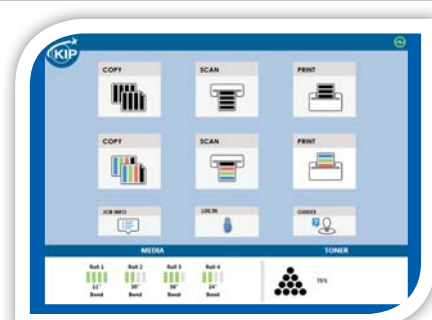 KIP
COPY SCAN PRINT
COPY SCAN PRINT
JOB INFO LOG IN GUIDES
MEDIA TONER
Roll 1 Roll 2 Roll 3 Roll 4
Bond Bond Bond Bond